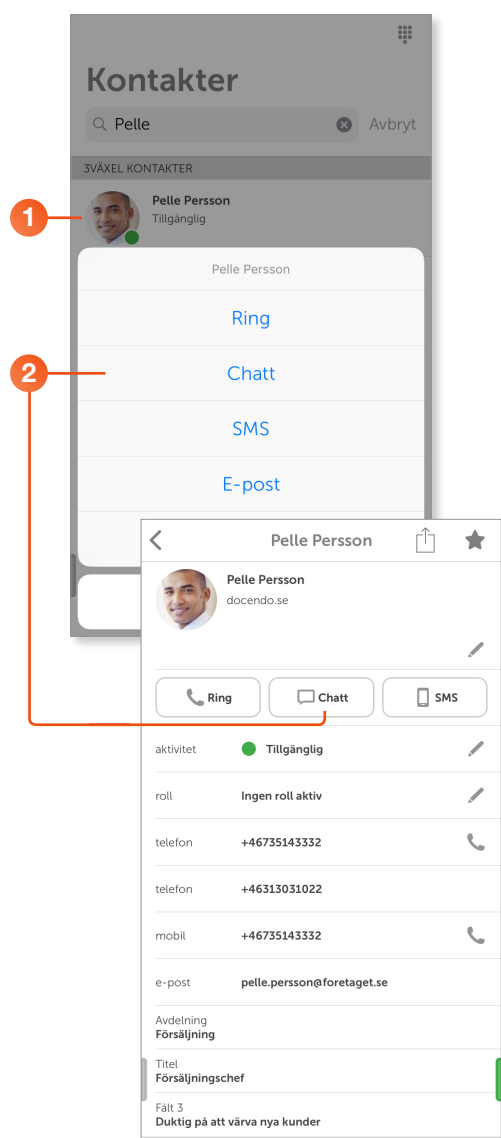 Kontakter
Pelle
Avbryt
3VÄXEL KONTAKTER
1
Pelle Persson
Tillgänglig
Pelle Persson
Ring
2
Chatt
SMS
E-post
Pelle Persson
Pelle Persson
docendo.se
Ring Chatt SMS
aktivitet Tillgänglig
roll Ingen roll aktiv
telefon +46735143332
telefon +46313031022
mobil +46735143332
e-post pelle.persson@foretaget.se
Avdelning
Försäljning
Titel
Försäljningschef
Fält 3
Duktig på att värva nya kunder